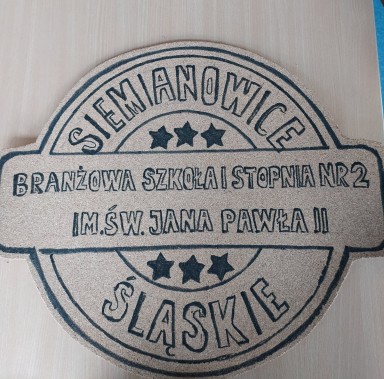 SIEMIANOWICE
BRANŻOWA SZKOŁA I STOPNIA NR 2
IM. ŚW. JANA PAWŁA II
ŚLĄSKIE